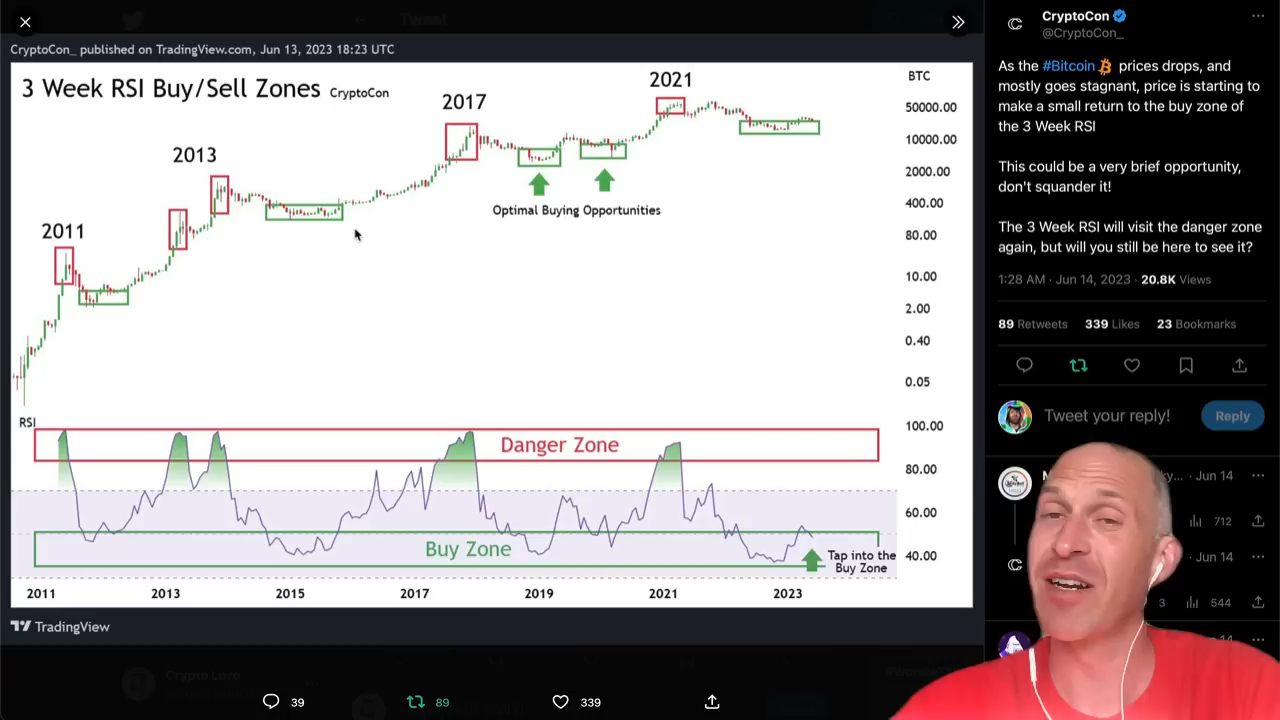 Tweet
CryptoCon_ published on TradingView.com, Jun 13, 2023 18:23 UTC
3 Week RSI Buy/Sell Zones CryptoCon
BTC
2021
2017
2013
2011
Optimal Buying Opportunities
50000.00
10000.00
2000.00
400.00
80.00
10.00
2.00
0.40
0.05
RSI
100.00
80.00
60.00
40.00
Danger Zone
Buy Zone
Tap into the
Buy Zone
2011 2013 2015 2017 2019 2021 2023
TradingView
Crypto Love
39 89 339
CryptoCon
@CryptoCon_
As the #Bitcoin prices drops, and
mostly goes stagnant, price is starting to
make a small return to the buy zone of
the 3 Week RSI
This could be a very brief opportunity,
don't squander it!
The 3 Week RSI will visit the danger zone
again, but will you still be here to see it?
1:28 AM · Jun 14, 2023 · 20.8K Views
89 Retweets 339 Likes 23 Bookmarks
Tweet your reply!
Reply
Jun 14
712
Jun 14
3 544